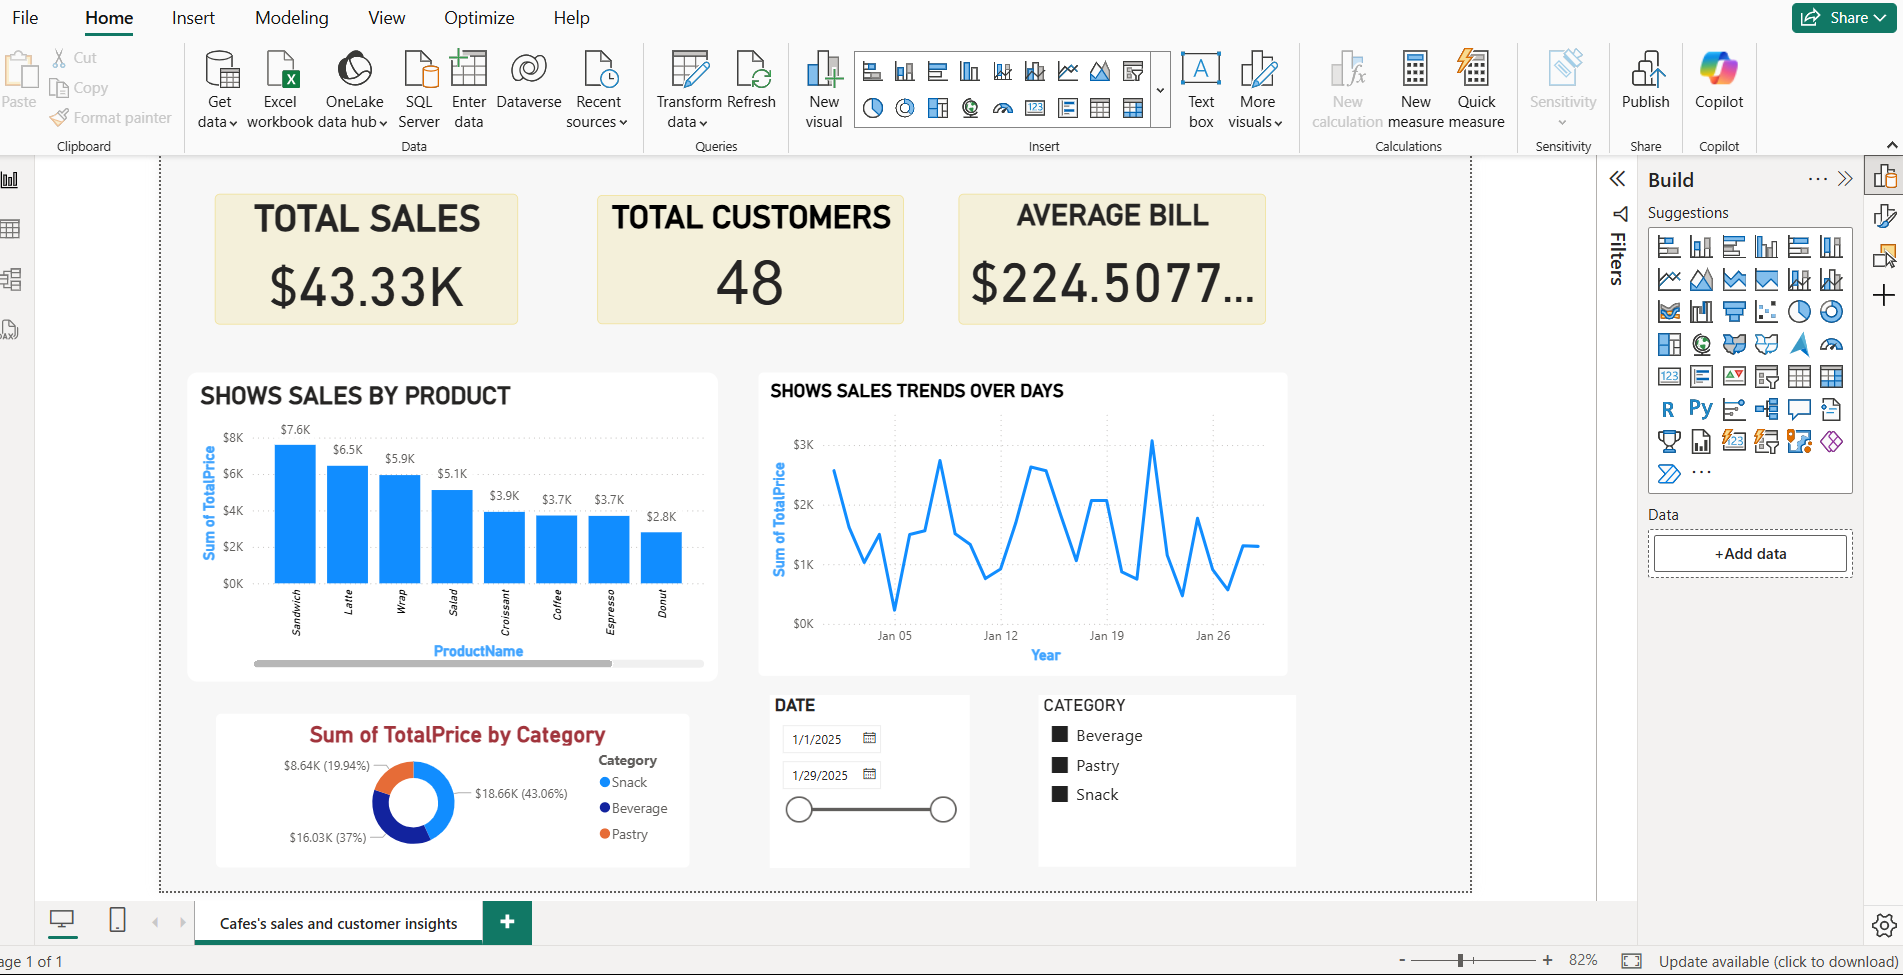 File Home Insert Modeling View Optimize Help
Share
Paste
Cut
Copy
Format painter
Clipboard
Get data
Excel workbook
OneLake data hub
SQL Server
Enter data
Dataverse
Recent sources
Data
Transform data
Refresh
Queries
New visual
Text box
More visuals
Insert
New calculation
New measure
Quick measure
Calculations
Sensitivity
Sensitivity
Publish
Share
Copilot
Copilot
TOTAL SALES
$43.33K
TOTAL CUSTOMERS
48
AVERAGE BILL
$224.5077...
SHOWS SALES BY PRODUCT
Sum of TotalPrice
$8K
$6K
$4K
$2K
$0K
$7.6K
$6.5K
$5.9K
$5.1K
$3.9K
$3.7K
$3.7K
$2.8K
Sandwich
Latte
Wrap
Salad
Croissant
Coffee
Espresso
Donut
ProductName
SHOWS SALES TRENDS OVER DAYS
Sum of TotalPrice
$3K
$2K
$1K
$0K
Jan 05
Jan 12
Jan 19
Jan 26
Year
Sum of TotalPrice by Category
$8.64K (19.94%)
$18.66K (43.06%)
$16.03K (37%)
Category
Snack
Beverage
Pastry
DATE
1/1/2025
1/29/2025
CATEGORY
Beverage
Pastry
Snack
Filters
Build
Suggestions
123
R
Py
123
Data
+Add data
Cafes's sales and customer insights
age 1 of 1
- + 82%
Update available (click to download)